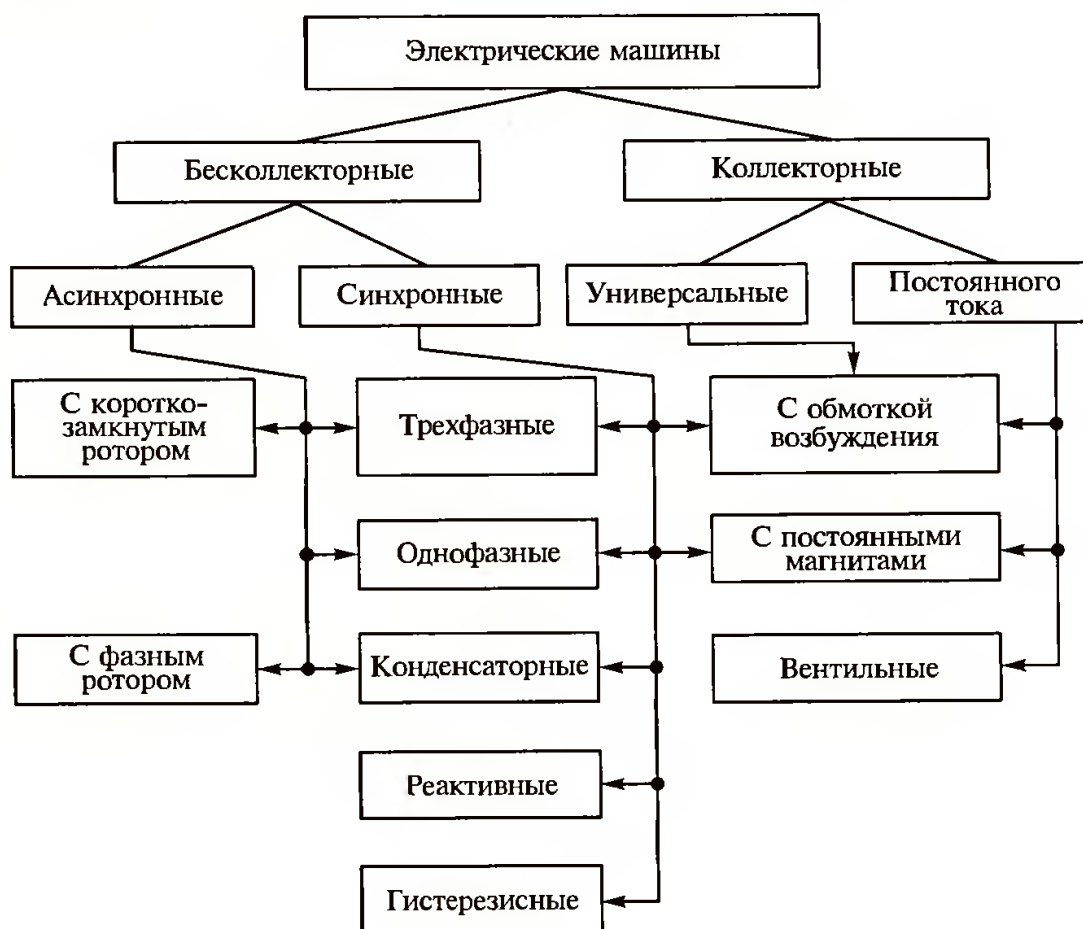 Электрические машины
Бесколлекторные
Коллекторные
Асинхронные
Синхронные
Универсальные
Постоянного
тока
С коротко-
замкнутым
ротором
Трехфазные
С обмоткой
возбуждения
Однофазные
С постоянными
магнитами
С фазным
ротором
Конденсаторные
Вентильные
Реактивные
Гистерезисные